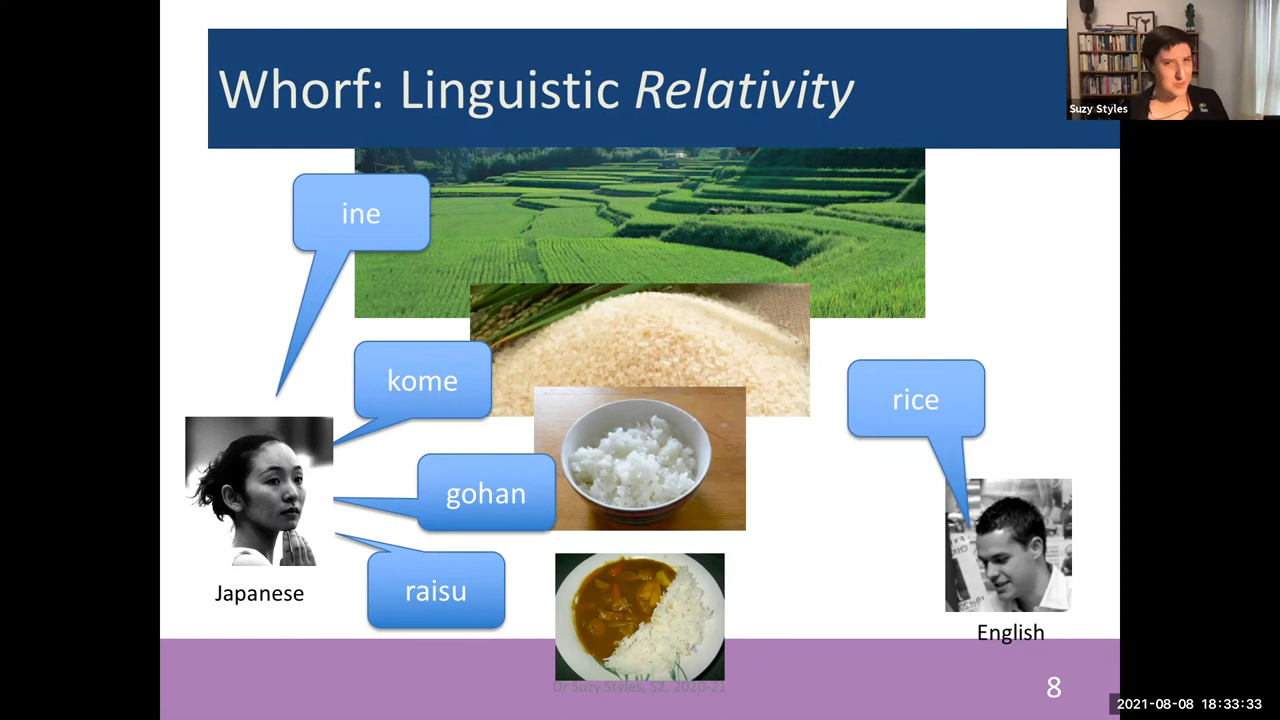 Whorf: Linguistic Relativity
Suzy Styles
ine
kome
rice
gohan
raisu
Japanese
English
Dr Suzy Styles, S2, 2020-21
8
2021-08-08 18:33:33